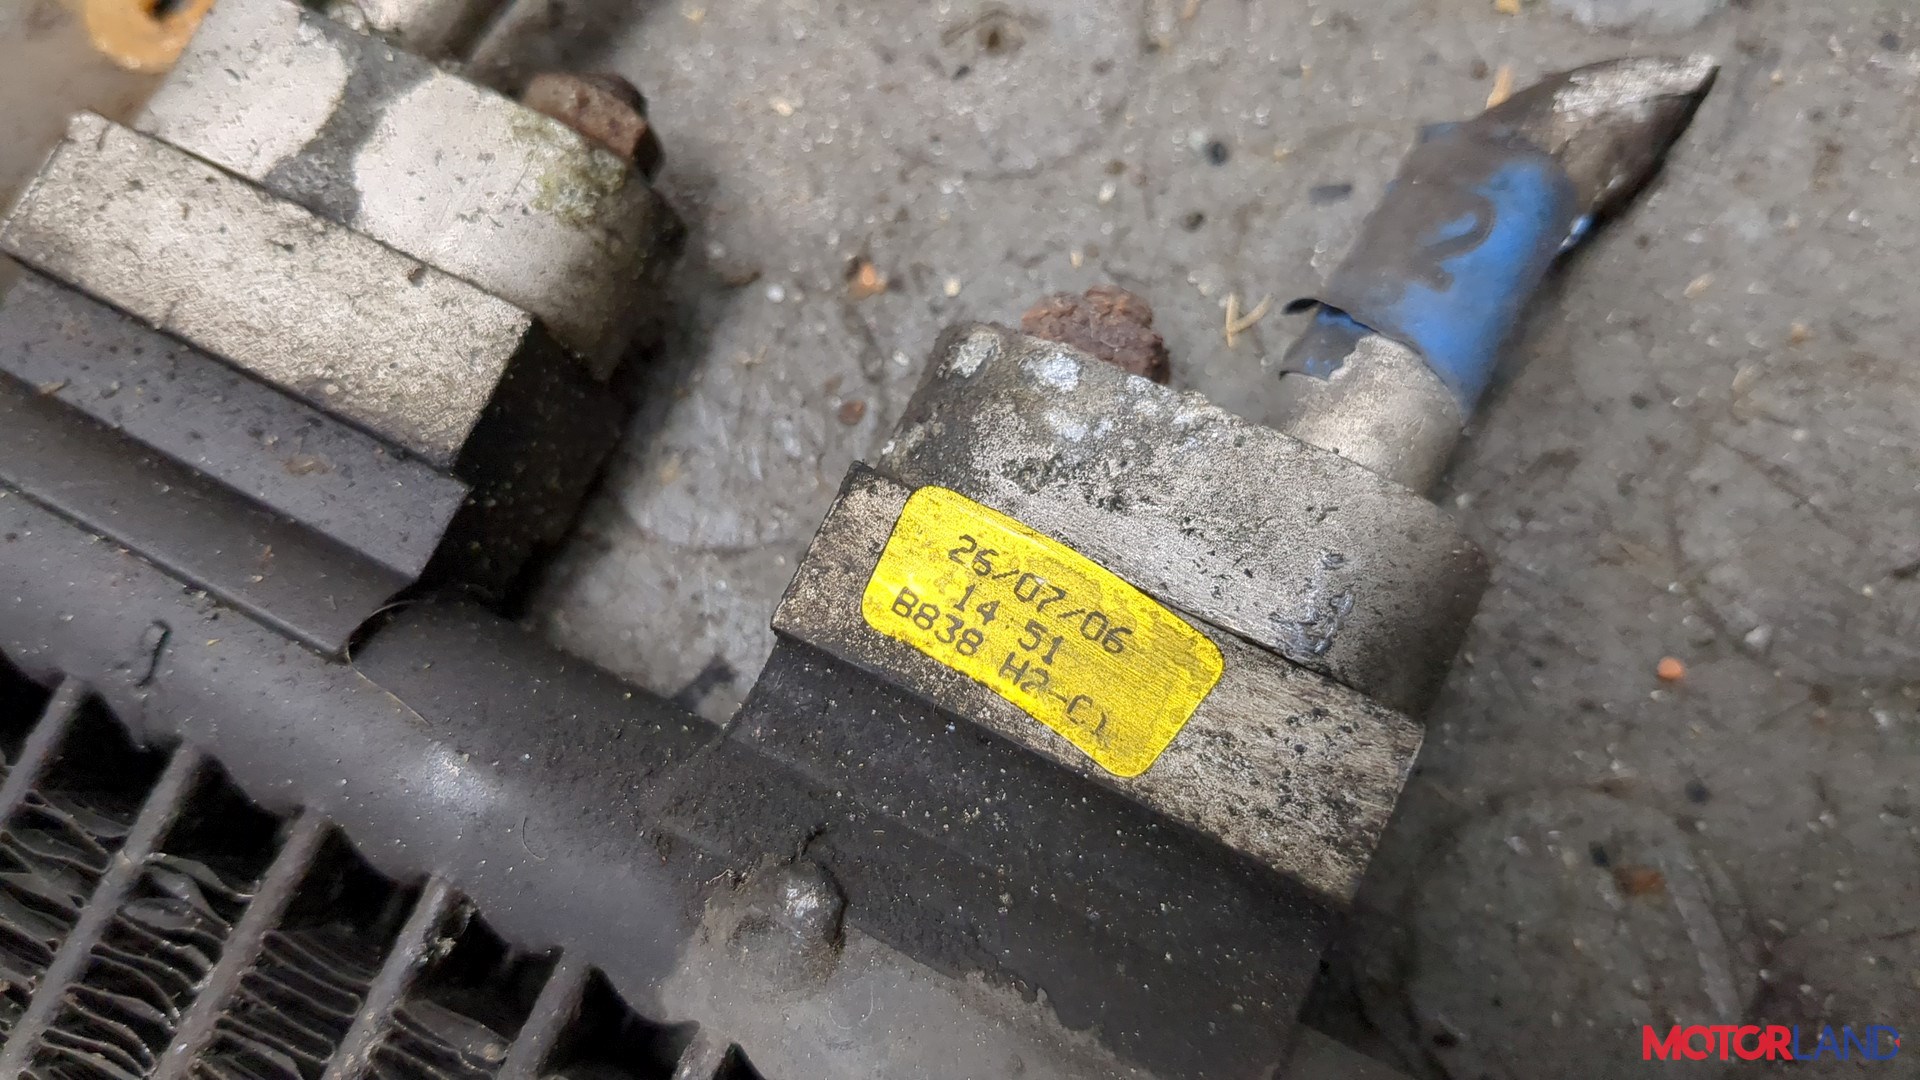 26/07/06
14 51
B838 H2-C1
MOTORLAND